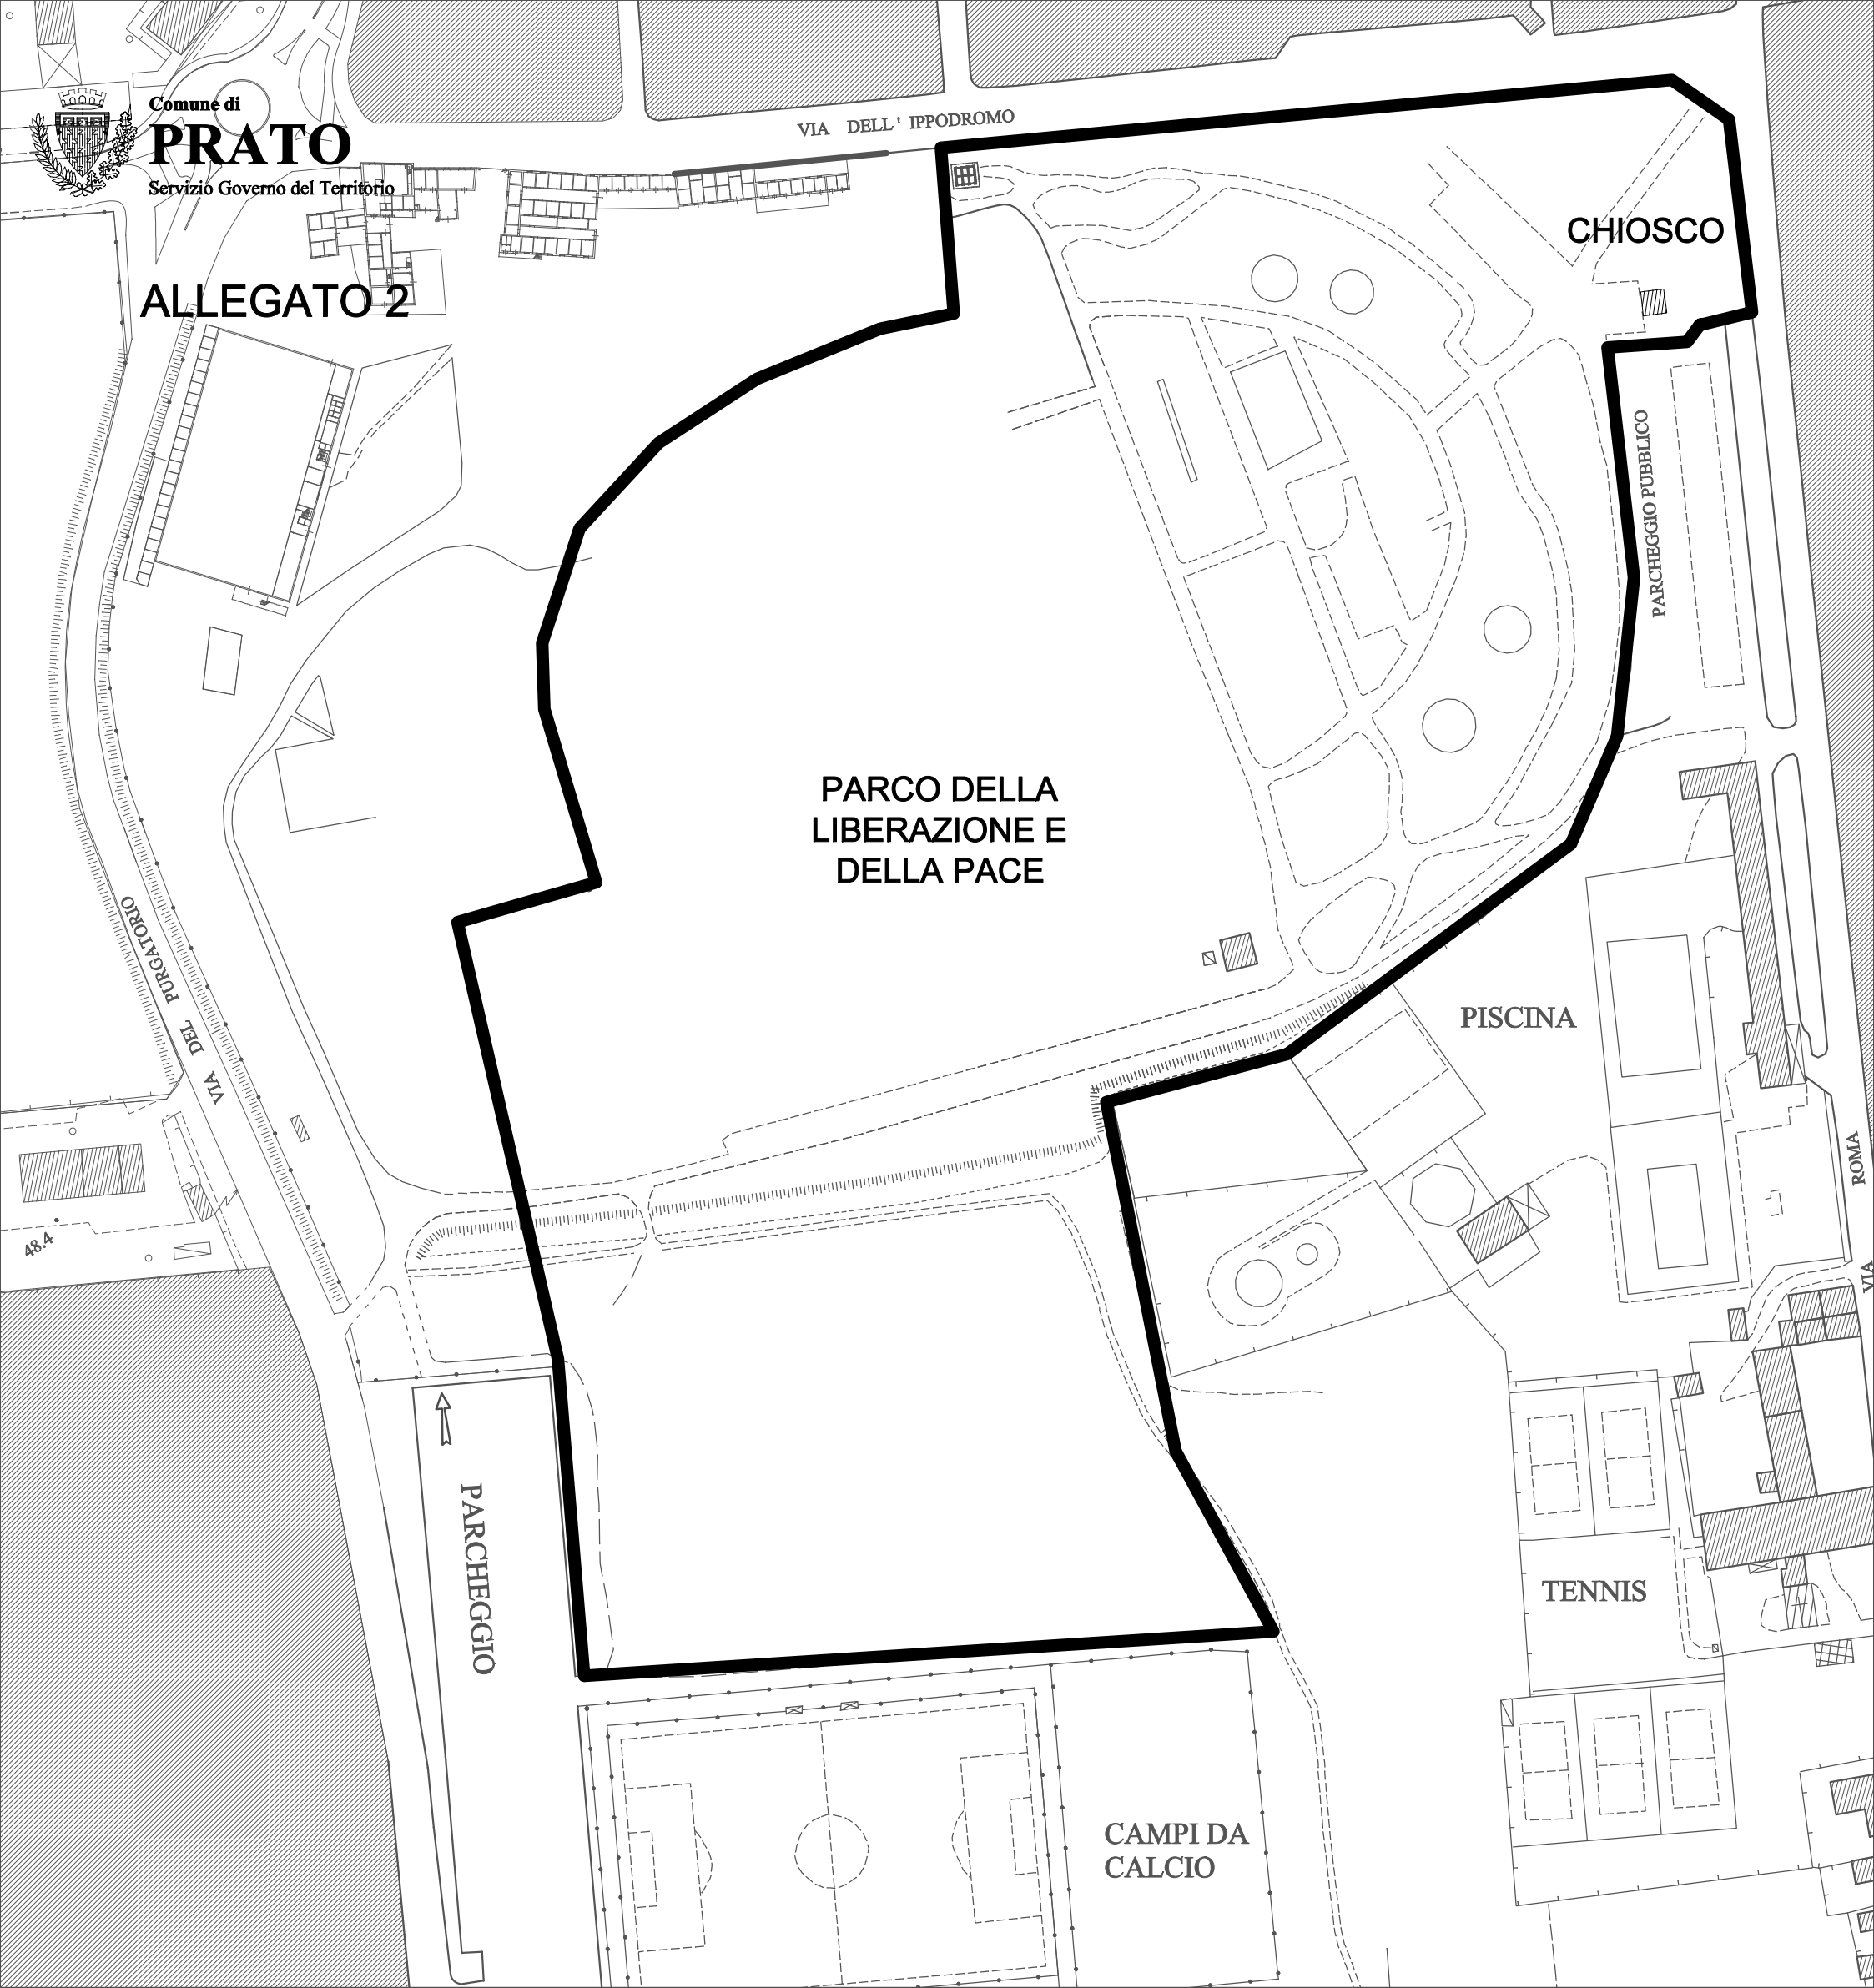 Comune di
PRATO
Servizio Governo del Territorio
ALLEGATO 2
VIA DELL' IPPODROMO
CHIOSCO
PARCHEGGIO PUBBLICO
PARCO DELLA
LIBERAZIONE E
DELLA PACE
VIA DEL PURGATORIO
PISCINA
VIA ROMA
48.4
PARCHEGGIO
TENNIS
CAMPI DA
CALCIO